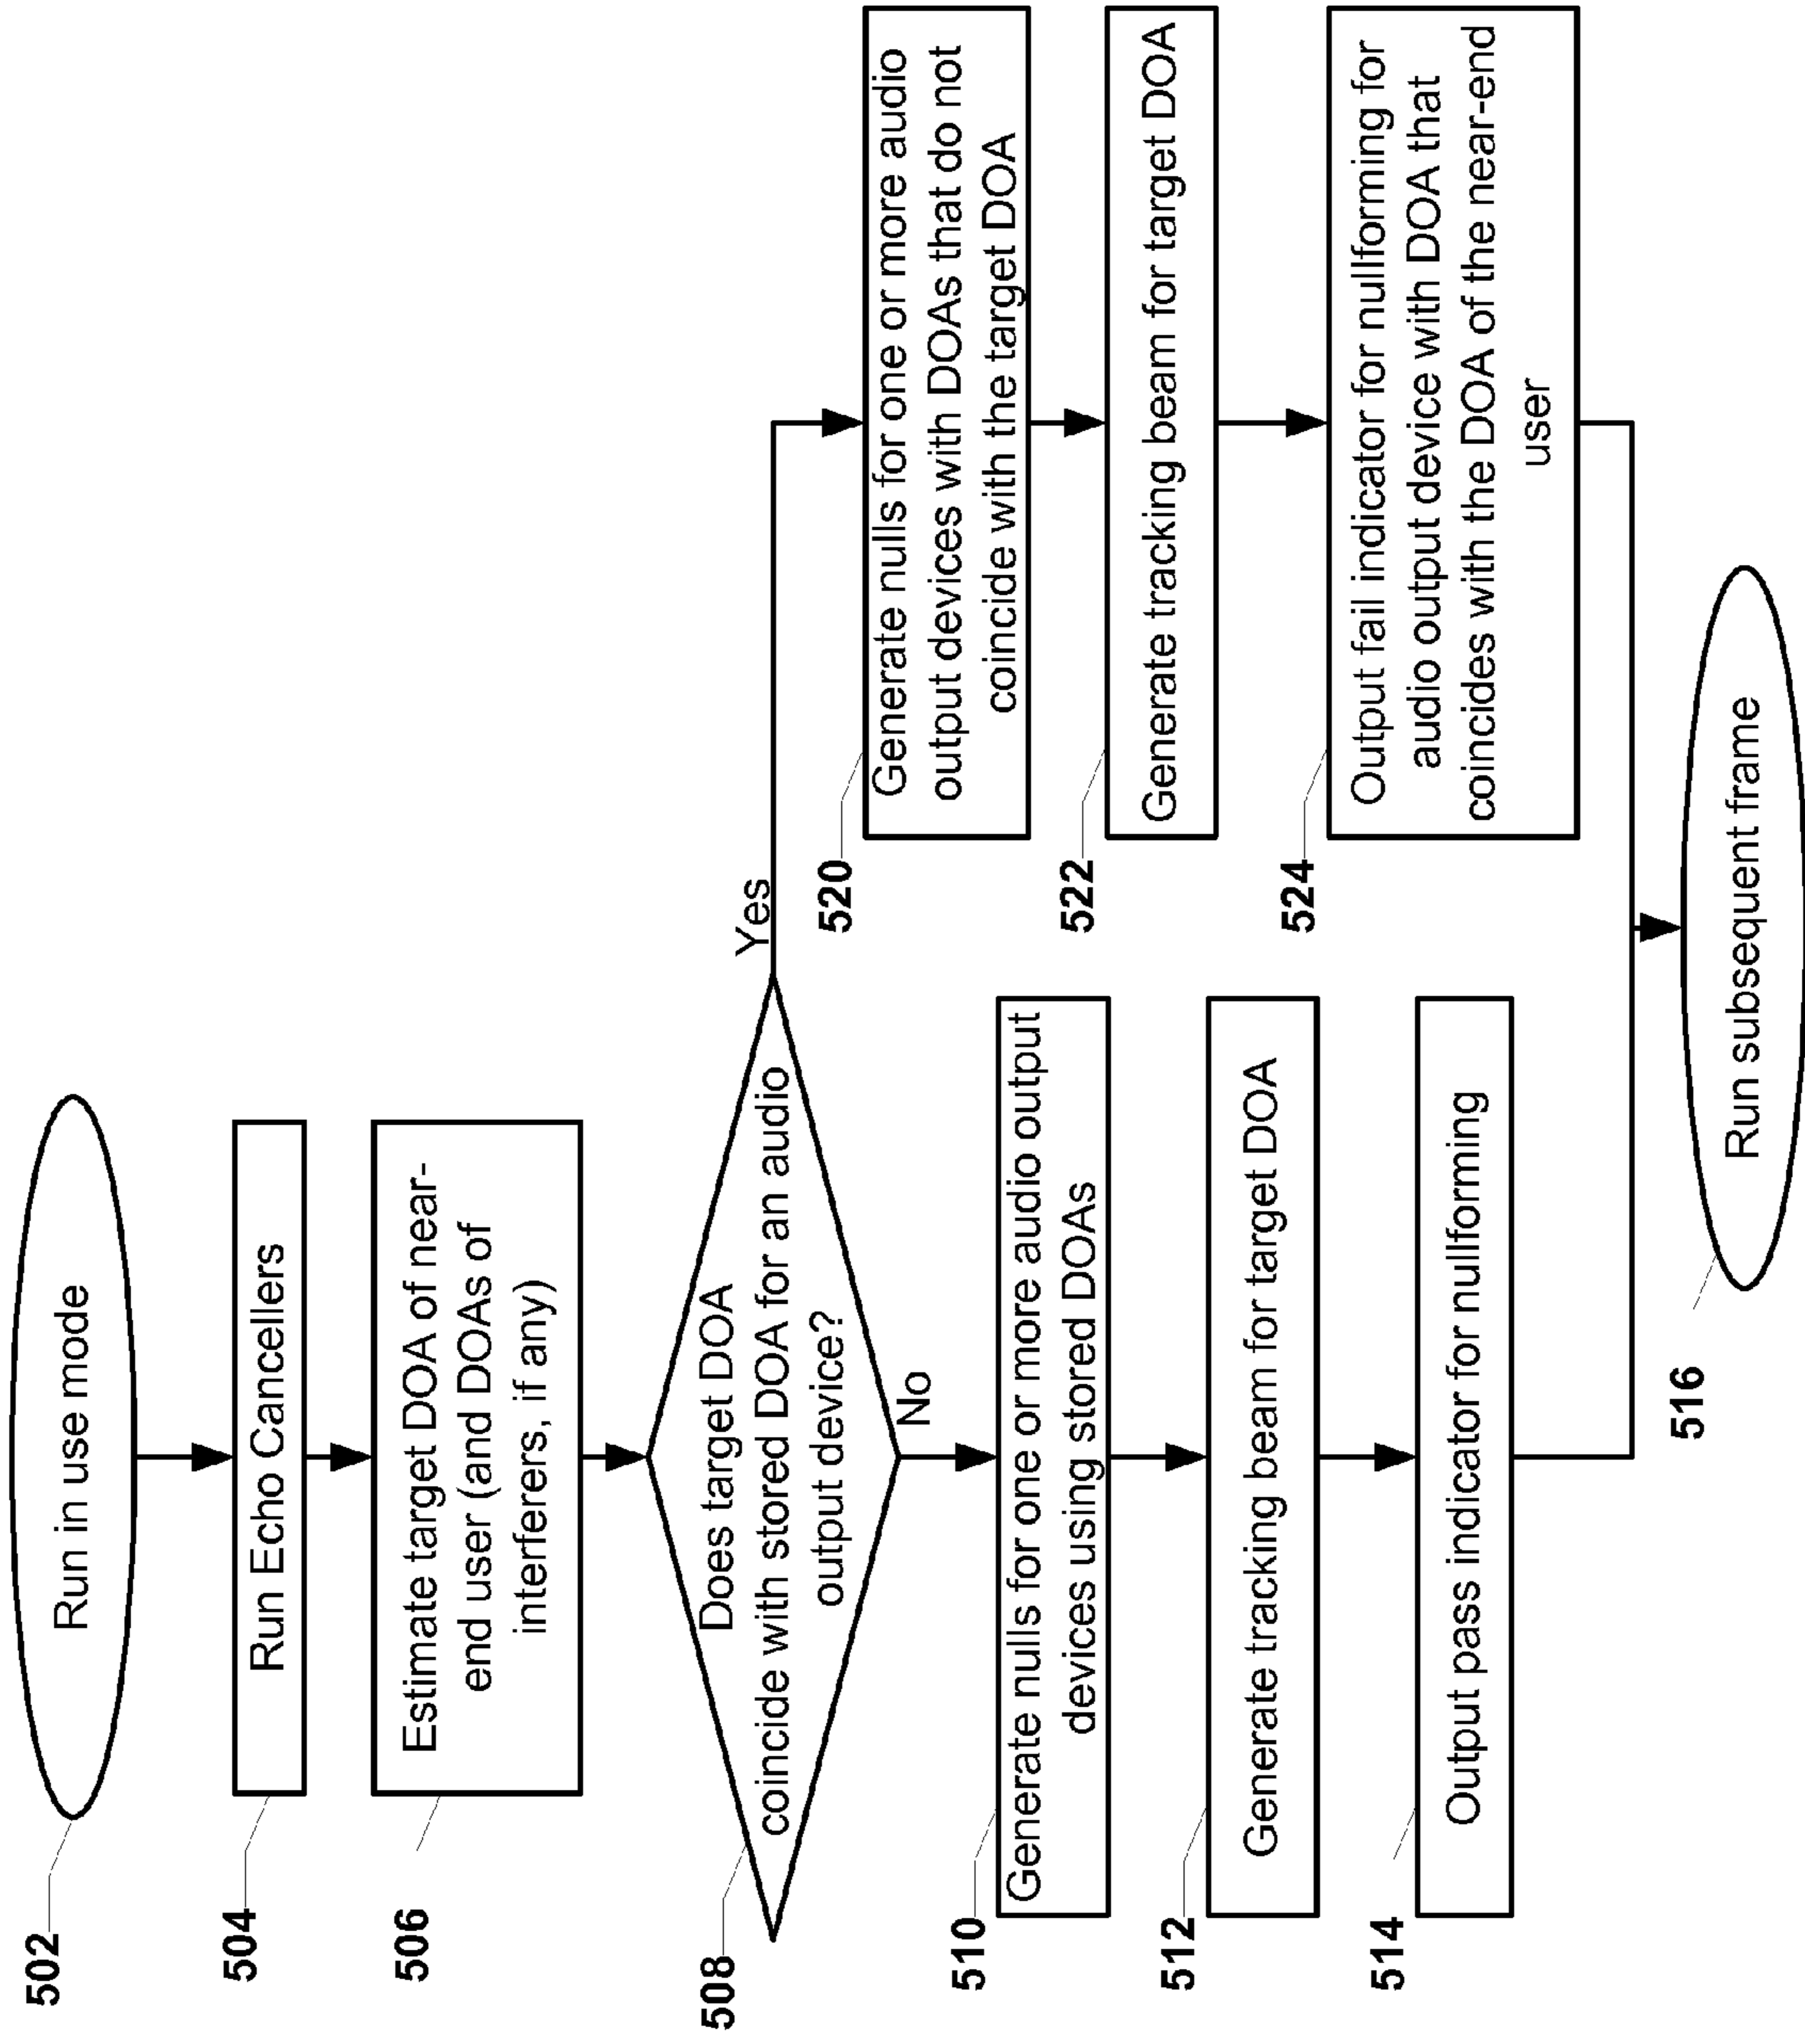 502
Run in use mode
504
Run Echo Cancellers
506
Estimate target DOA of near-
end user (and DOAs of
interferers, if any)
508
Does target DOA
coincide with stored DOA for an audio
output device?
Yes
No
510
Generate nulls for one or more audio output
devices using stored DOAs
512
Generate tracking beam for target DOA
514
Output pass indicator for nullforming
520
Generate nulls for one or more audio
output devices with DOAs that do not
coincide with the target DOA
522
Generate tracking beam for target DOA
524
Output fail indicator for nullforming for
audio output device with DOA that
coincides with the DOA of the near-end
user
516
Run subsequent frame